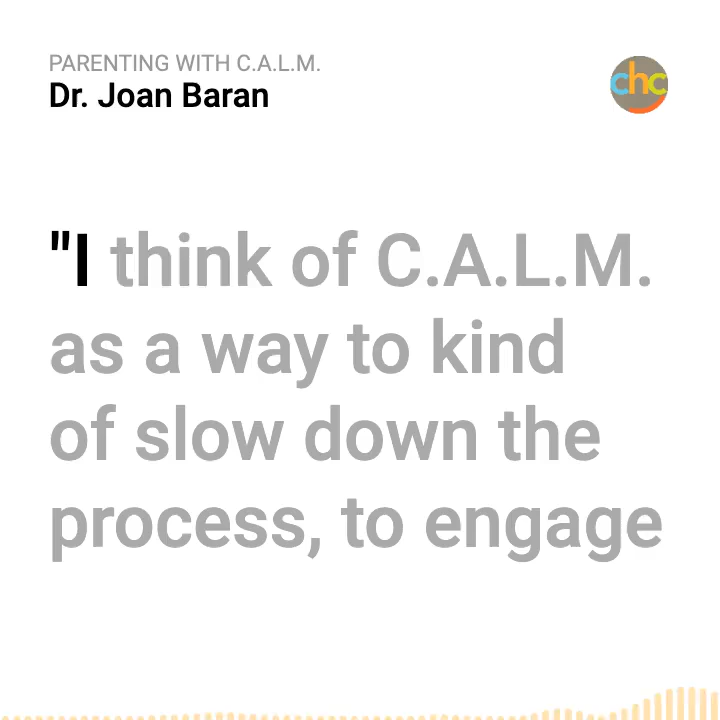 PARENTING WITH C.A.L.M.
Dr. Joan Baran
chc
"I think of C.A.L.M.
as a way to kind
of slow down the
process, to engage